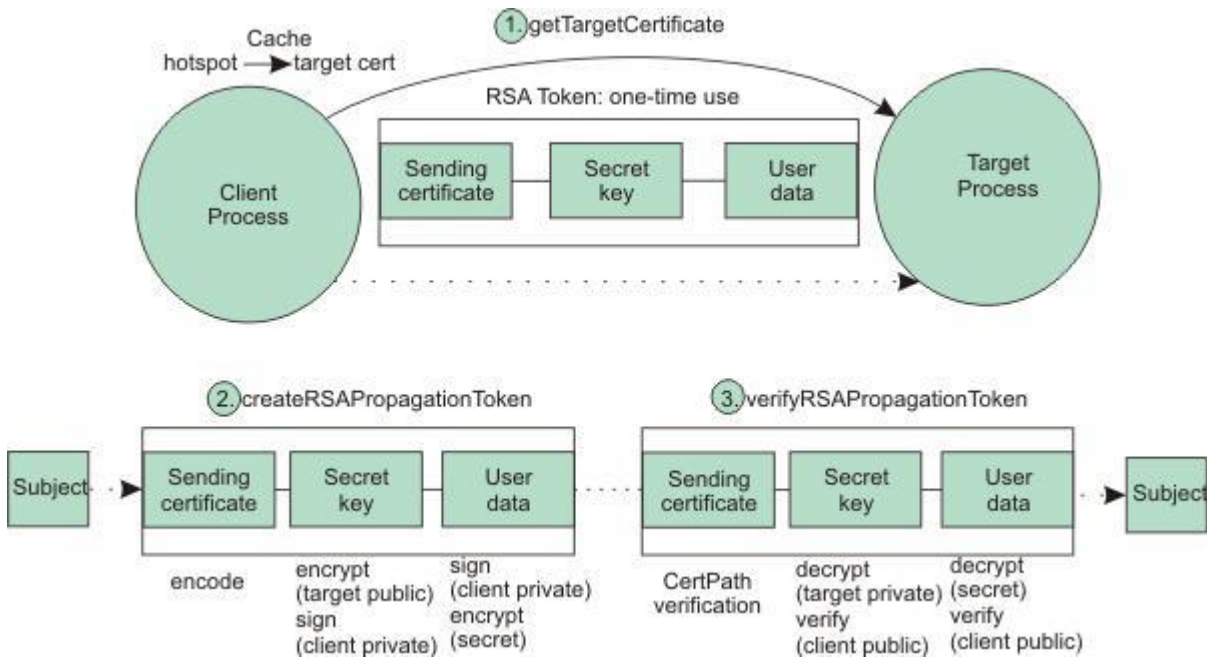 1. getTargetCertificate
Cache
hotspot
target cert
RSA Token: one-time use
Client
Process
Sending
certificate
Secret
key
User
data
Target
Process
2. createRSAPropagationToken
3. verifyRSAPropagationToken
Subject
Sending
certificate
Secret
key
User
data
Sending
certificate
Secret
key
User
data
Subject
encode
encrypt
(target public)
sign
(client private)
sign
(client private)
encrypt
(secret)
CertPath
verification
decrypt
(target private)
verify
(client public)
decrypt
(secret)
verify
(client public)